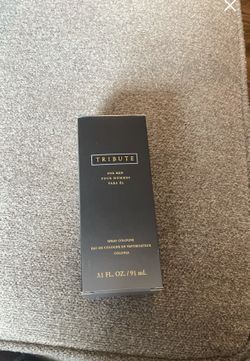 TRIBUTE
FOR MEN
POUR HOMMES
PARA ÉL
SPRAY COLOGNE
EAU DE COLOGNE EN VAPORISATEUR
COLONIA
3.1 FL. OZ. / 91 mL.